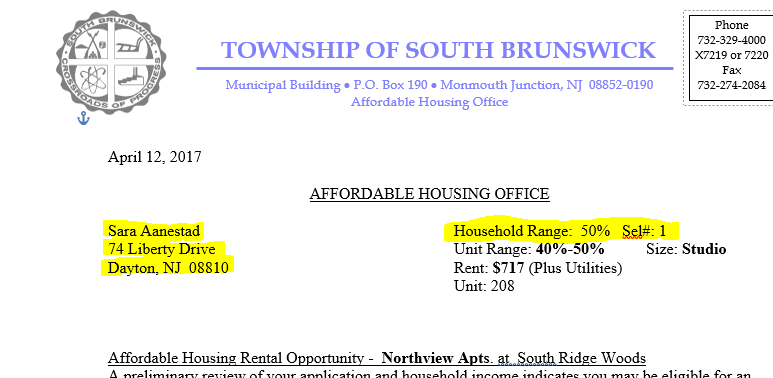 SOUTH BRUNSWICK
CROSSROADS OF PROGRESS
TOWNSHIP OF SOUTH BRUNSWICK
Municipal Building • P.O. Box 190 • Monmouth Junction, NJ 08852-0190
Affordable Housing Office
Phone
732-329-4000
X7219 or 7220
Fax
732-274-2084
April 12, 2017
AFFORDABLE HOUSING OFFICE
Sara Aanestad
74 Liberty Drive
Dayton, NJ 08810
Household Range: 50% Sel#: 1
Unit Range: 40%-50% Size: Studio
Rent: $717 (Plus Utilities)
Unit: 208
Affordable Housing Rental Opportunity - Northview Apts. at South Ridge Woods
A preliminary review of your application and household income indicates you may be eligible for an